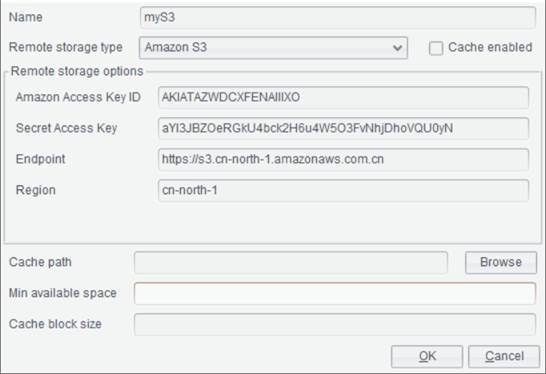 Name myS3
Remote storage type Amazon S3 Cache enabled
Remote storage options
Amazon Access Key ID AKIATAZWDCXFENAIIIXO
Secret Access Key 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
Endpoint https://s3.cn-north-1.amazonaws.com.cn
Region cn-north-1
Cache path Browse
Min available space
Cache block size
OK Cancel